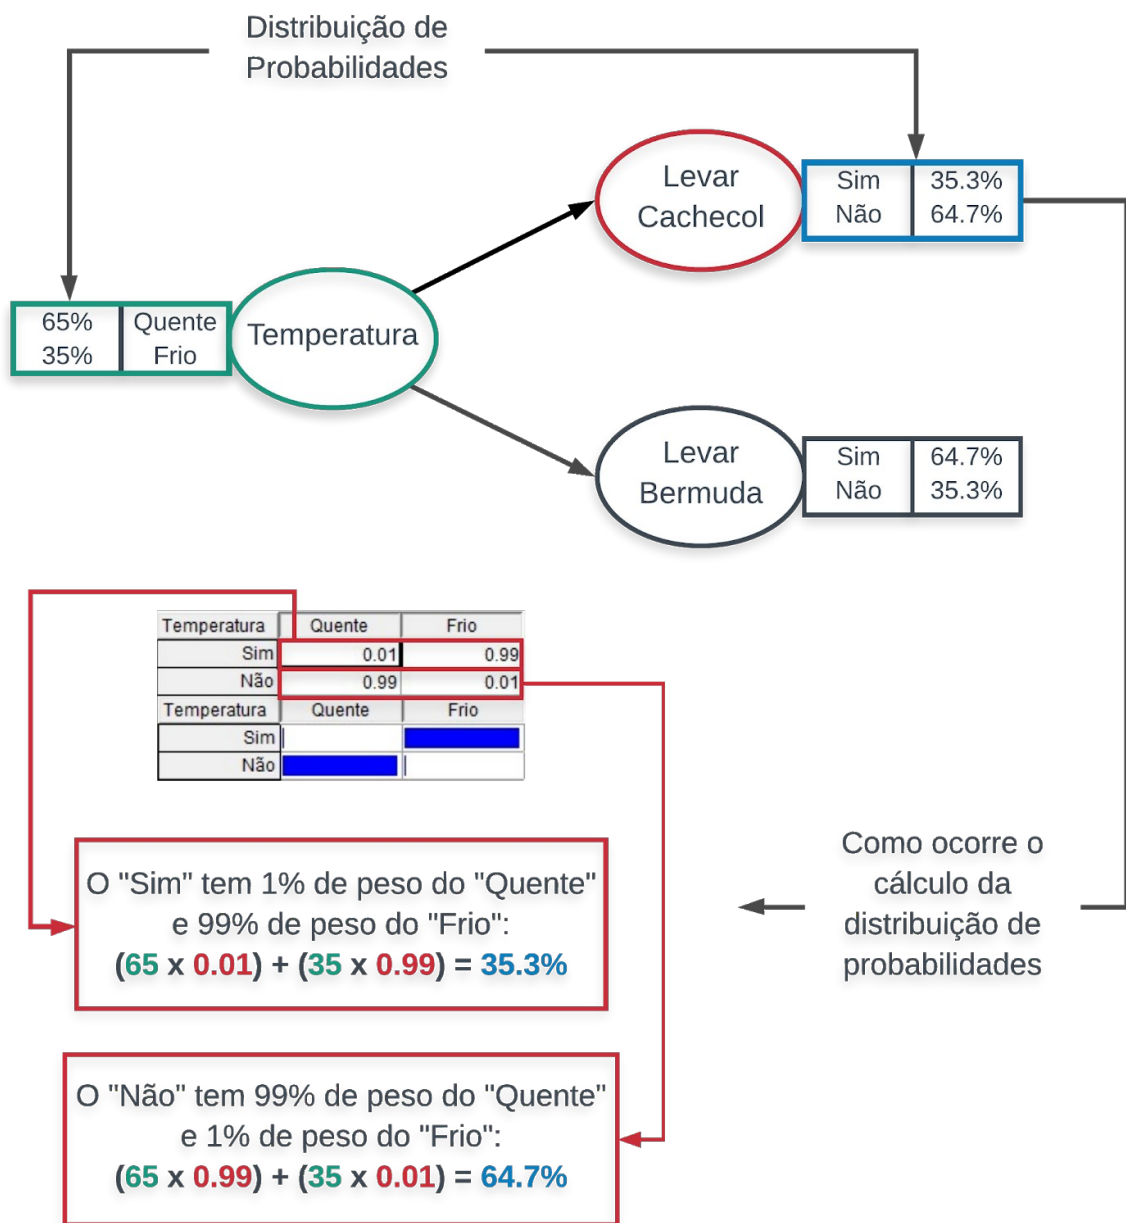 Distribuição de
Probabilidades
Levar
Cachecol
Sim 35.3%
Não 64.7%
65% Quente
35% Frio
Temperatura
Levar
Bermuda
Sim 64.7%
Não 35.3%
Temperatura Quente Frio
Sim 0.01 0.99
Não 0.99 0.01
Temperatura Quente Frio
Sim
Não
Como ocorre o
cálculo da
distribuição de
probabilidades
O "Sim" tem 1% de peso do "Quente"
e 99% de peso do "Frio":
(65 x 0.01) + (35 x 0.99) = 35.3%
O "Não" tem 99% de peso do "Quente"
e 1% de peso do "Frio":
(65 x 0.99) + (35 x 0.01) = 64.7%